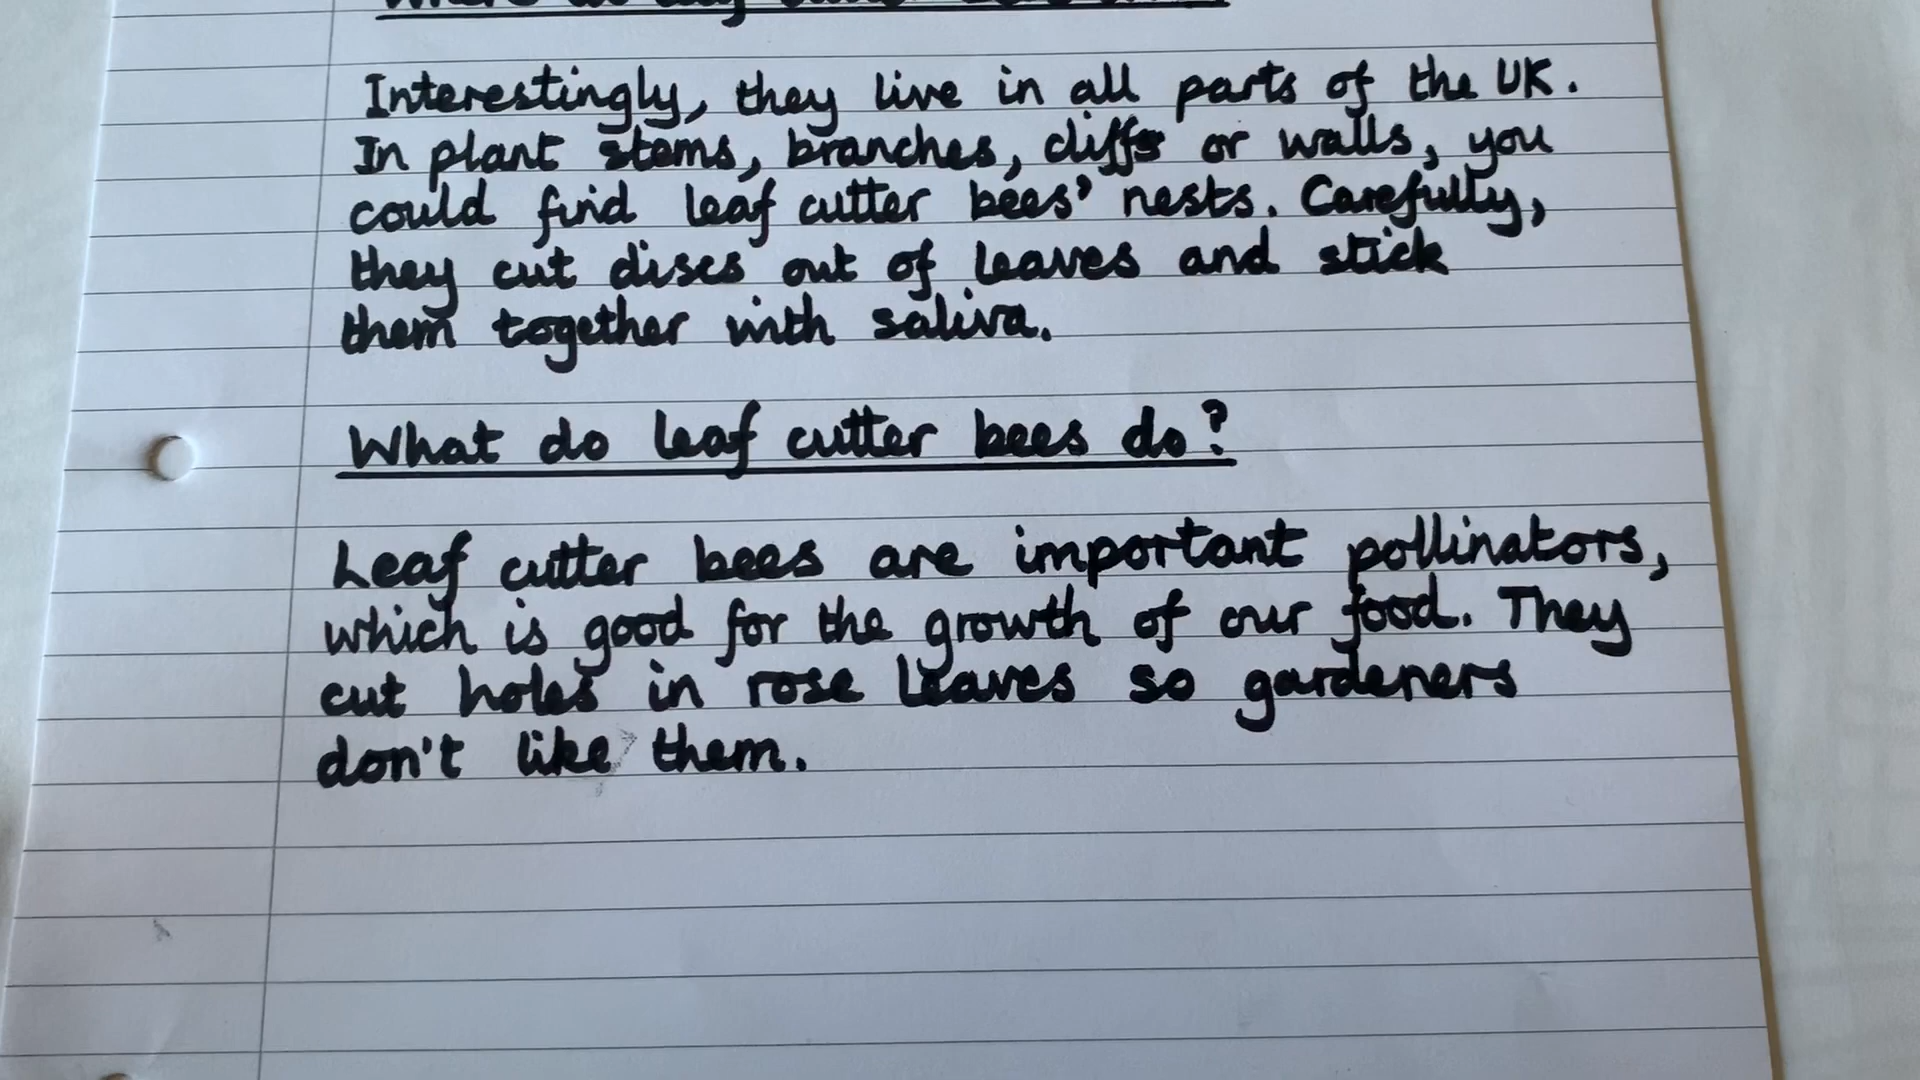 Interestingly, they live in all parts of the UK.
In plant stems, branches, cliffs or walls, you
could find leaf cutter bees' nests. Carefully,
they cut discs out of leaves and stick
them together with saliva.
What do leaf cutter bees do?
Leaf cutter bees are important pollinators,
which is good for the growth of our food. They
cut holes in rose leaves so gardeners
don't like them.